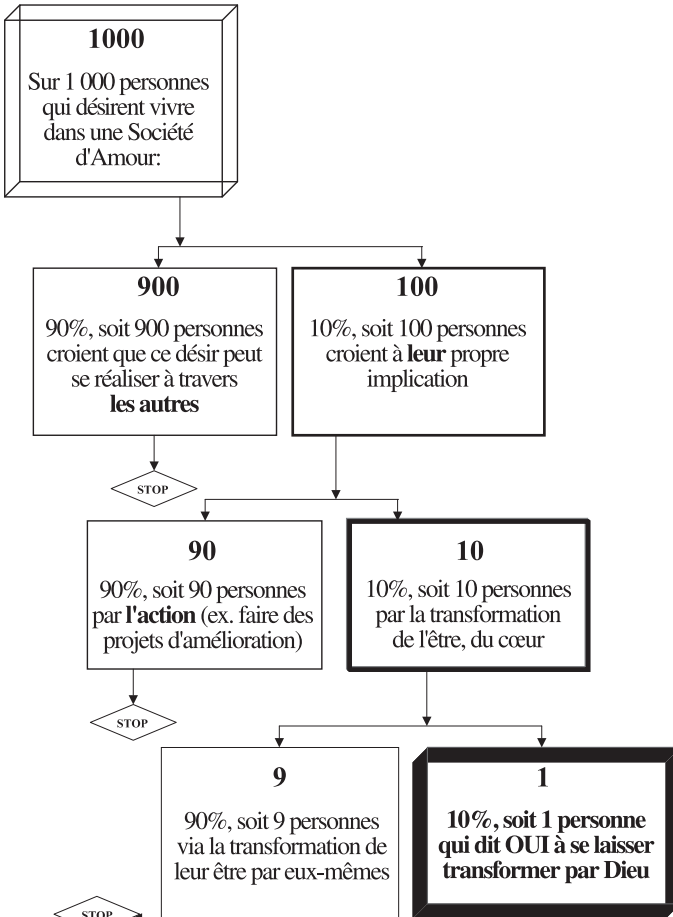 1000
Sur 1 000 personnes
qui désirent vivre
dans une Société
d'Amour:
900
90%, soit 900 personnes
croient que ce désir peut
se réaliser à travers
les autres
100
10%, soit 100 personnes
croient à leur propre
implication
STOP
90
90%, soit 90 personnes
par l'action (ex. faire des
projets d'amélioration)
10
10%, soit 10 personnes
par la transformation
de l'être, du cœur
STOP
9
90%, soit 9 personnes
via la transformation de
leur être par eux-mêmes
1
10%, soit 1 personne
qui dit OUI à se laisser
transformer par Dieu
STOP